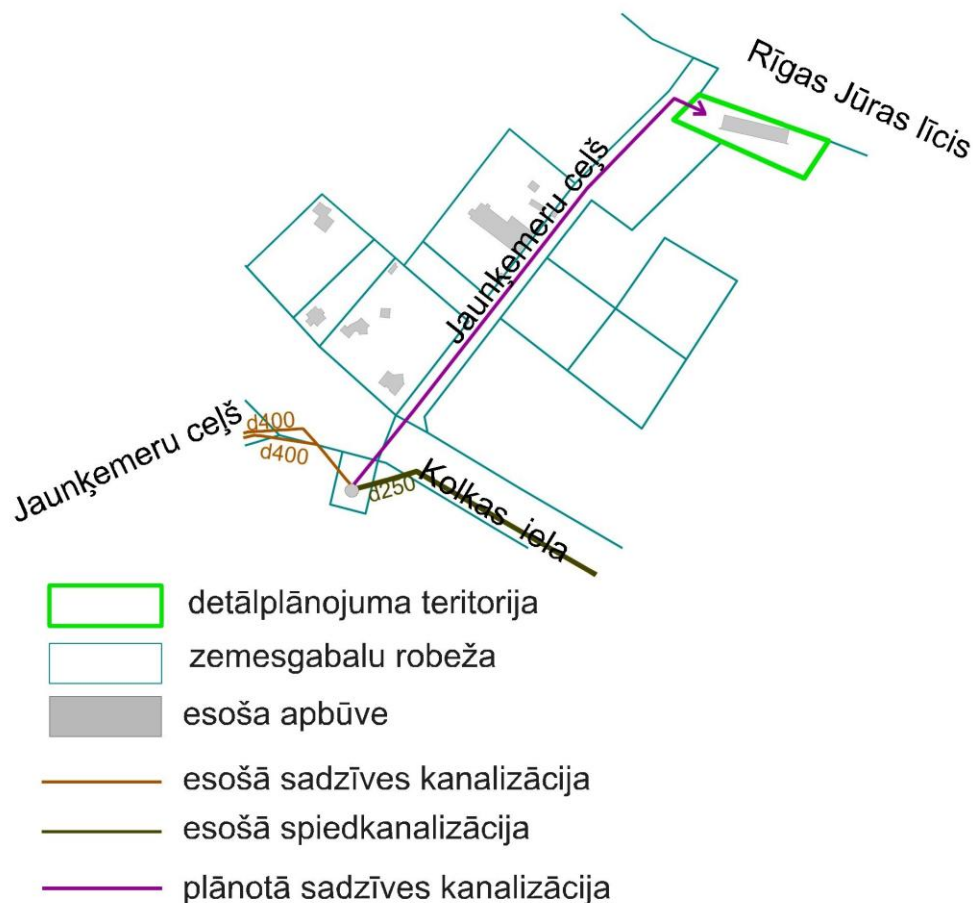 Rīgas Jūras līcis
Jaunķemeru ceļš
Jaunķemeru ceļš
d400
d400
d250
Kolkas iela
detālplānojuma teritorija
zemesgabalu robeža
esoša apbūve
esošā sadzīves kanalizācija
esošā spiedkanalizācija
plānotā sadzīves kanalizācija